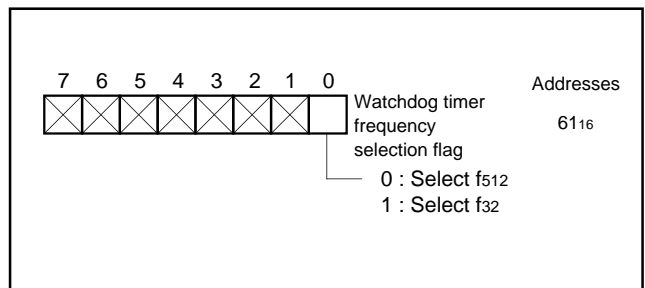 7 6 5 4 3 2 1 0
Addresses
Watchdog timer
frequency
selection flag
6116
0 : Select f512
1 : Select f32